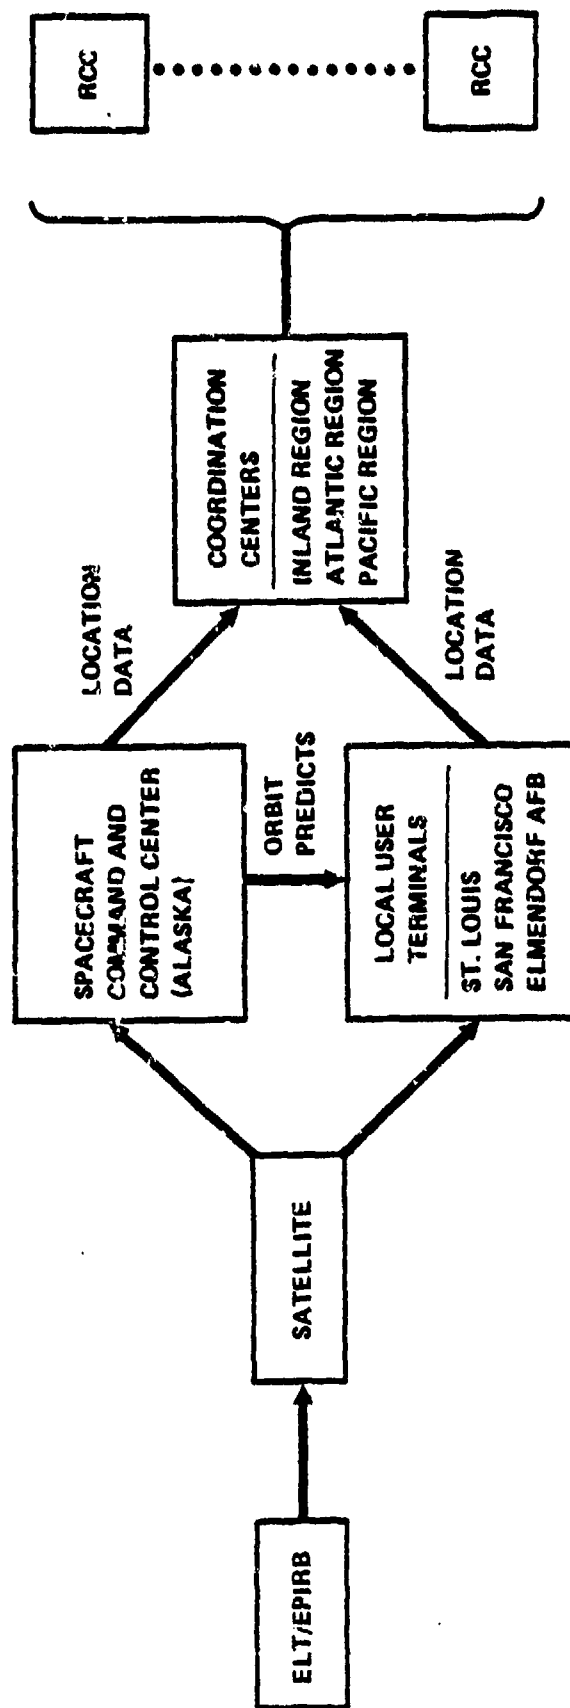 ELT/EPIRB
SATELLITE
SPACECRAFT
COMMAND AND
CONTROL CENTER
(ALASKA)
ORBIT
PREDICTS
LOCAL USER
TERMINALS
ST. LOUIS
SAN FRANCISCO
ELMENDORF AFB
LOCATION
DATA
LOCATION
DATA
COORDINATION
CENTERS
INLAND REGION
ATLANTIC REGION
PACIFIC REGION
RCC
RCC